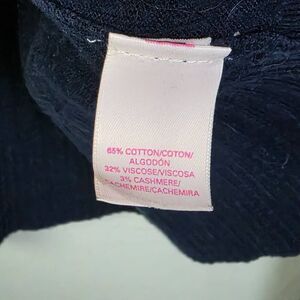 65% COTTON/COTON/
ALGODÓN
32% VISCOSE/VISCOSA
3% CASHMERE/
CACHEMIRE/CACHEMIRA